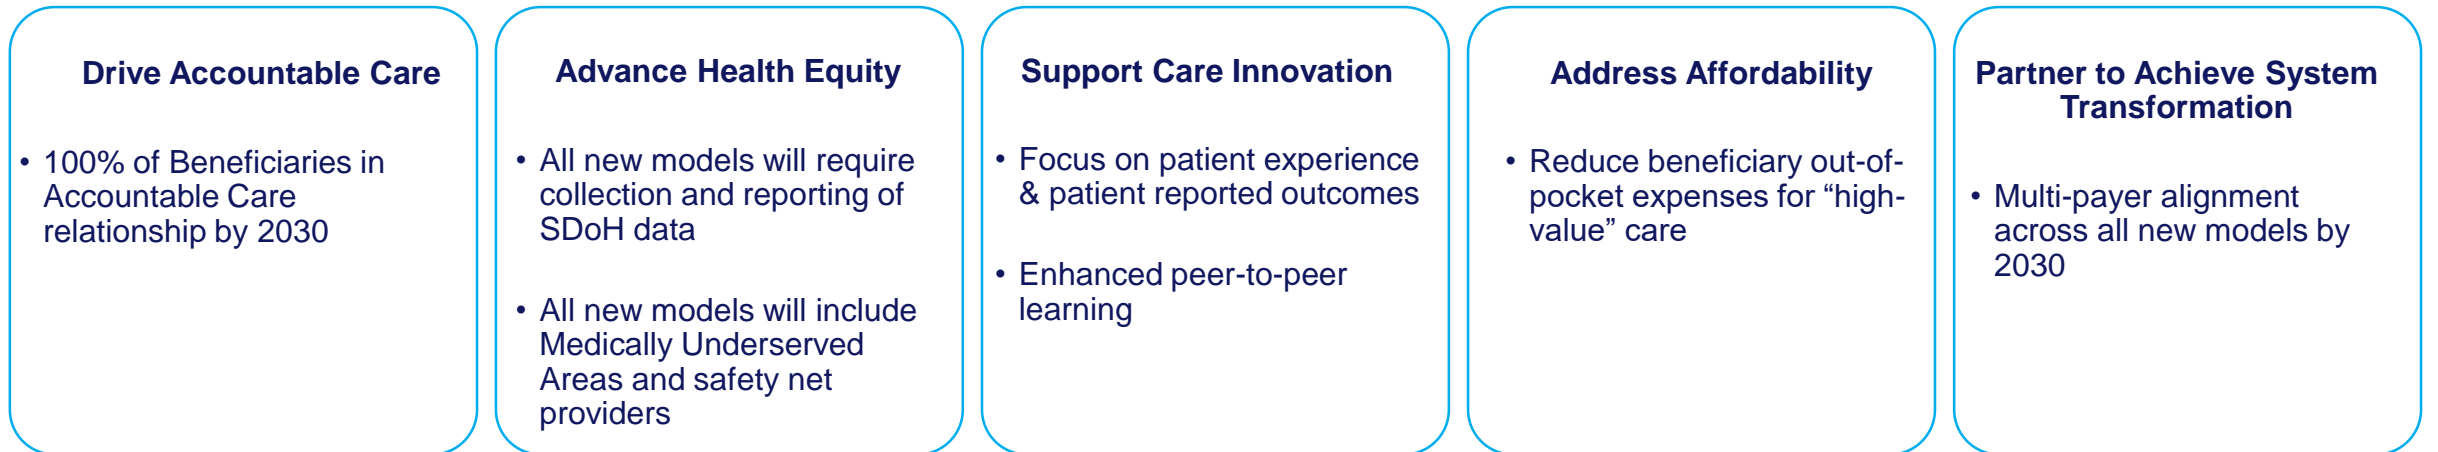 Drive Accountable Care
• 100% of Beneficiaries in
Accountable Care
relationship by 2030
Advance Health Equity
• All new models will require
collection and reporting of
SDoH data
• All new models will include
Medically Underserved
Areas and safety net
providers
Support Care Innovation
• Focus on patient experience
& patient reported outcomes
• Enhanced peer-to-peer
learning
Address Affordability
• Reduce beneficiary out-of-
pocket expenses for “high-
value” care
Partner to Achieve System
Transformation
• Multi-payer alignment
across all new models by
2030